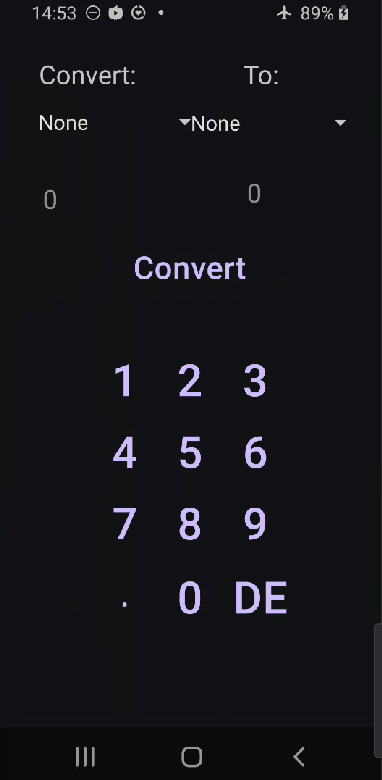 14:53 89%
Convert: To:
None None
0 0
Convert
1 2 3
4 5 6
7 8 9
. 0 DE